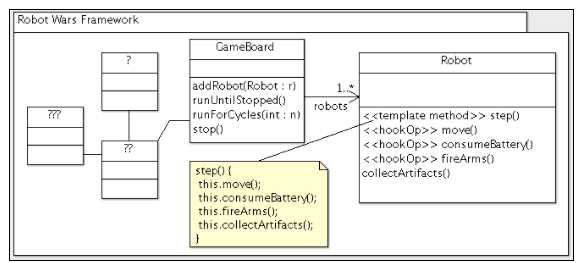 Robot Wars Framework
?
???
??
GameBoard
addRobot(Robot : r)
runUntilStopped()
runForCycles(int : n)
stop()
1..*
robots
Robot
<<template method>> step()
<<hookOp>> move()
<<hookOp>> consumeBattery()
<<hookOp>> fireArms()
collectArtifacts()
step() {
this.move();
this.consumeBattery();
this.fireArms();
this.collectArtifacts();
}